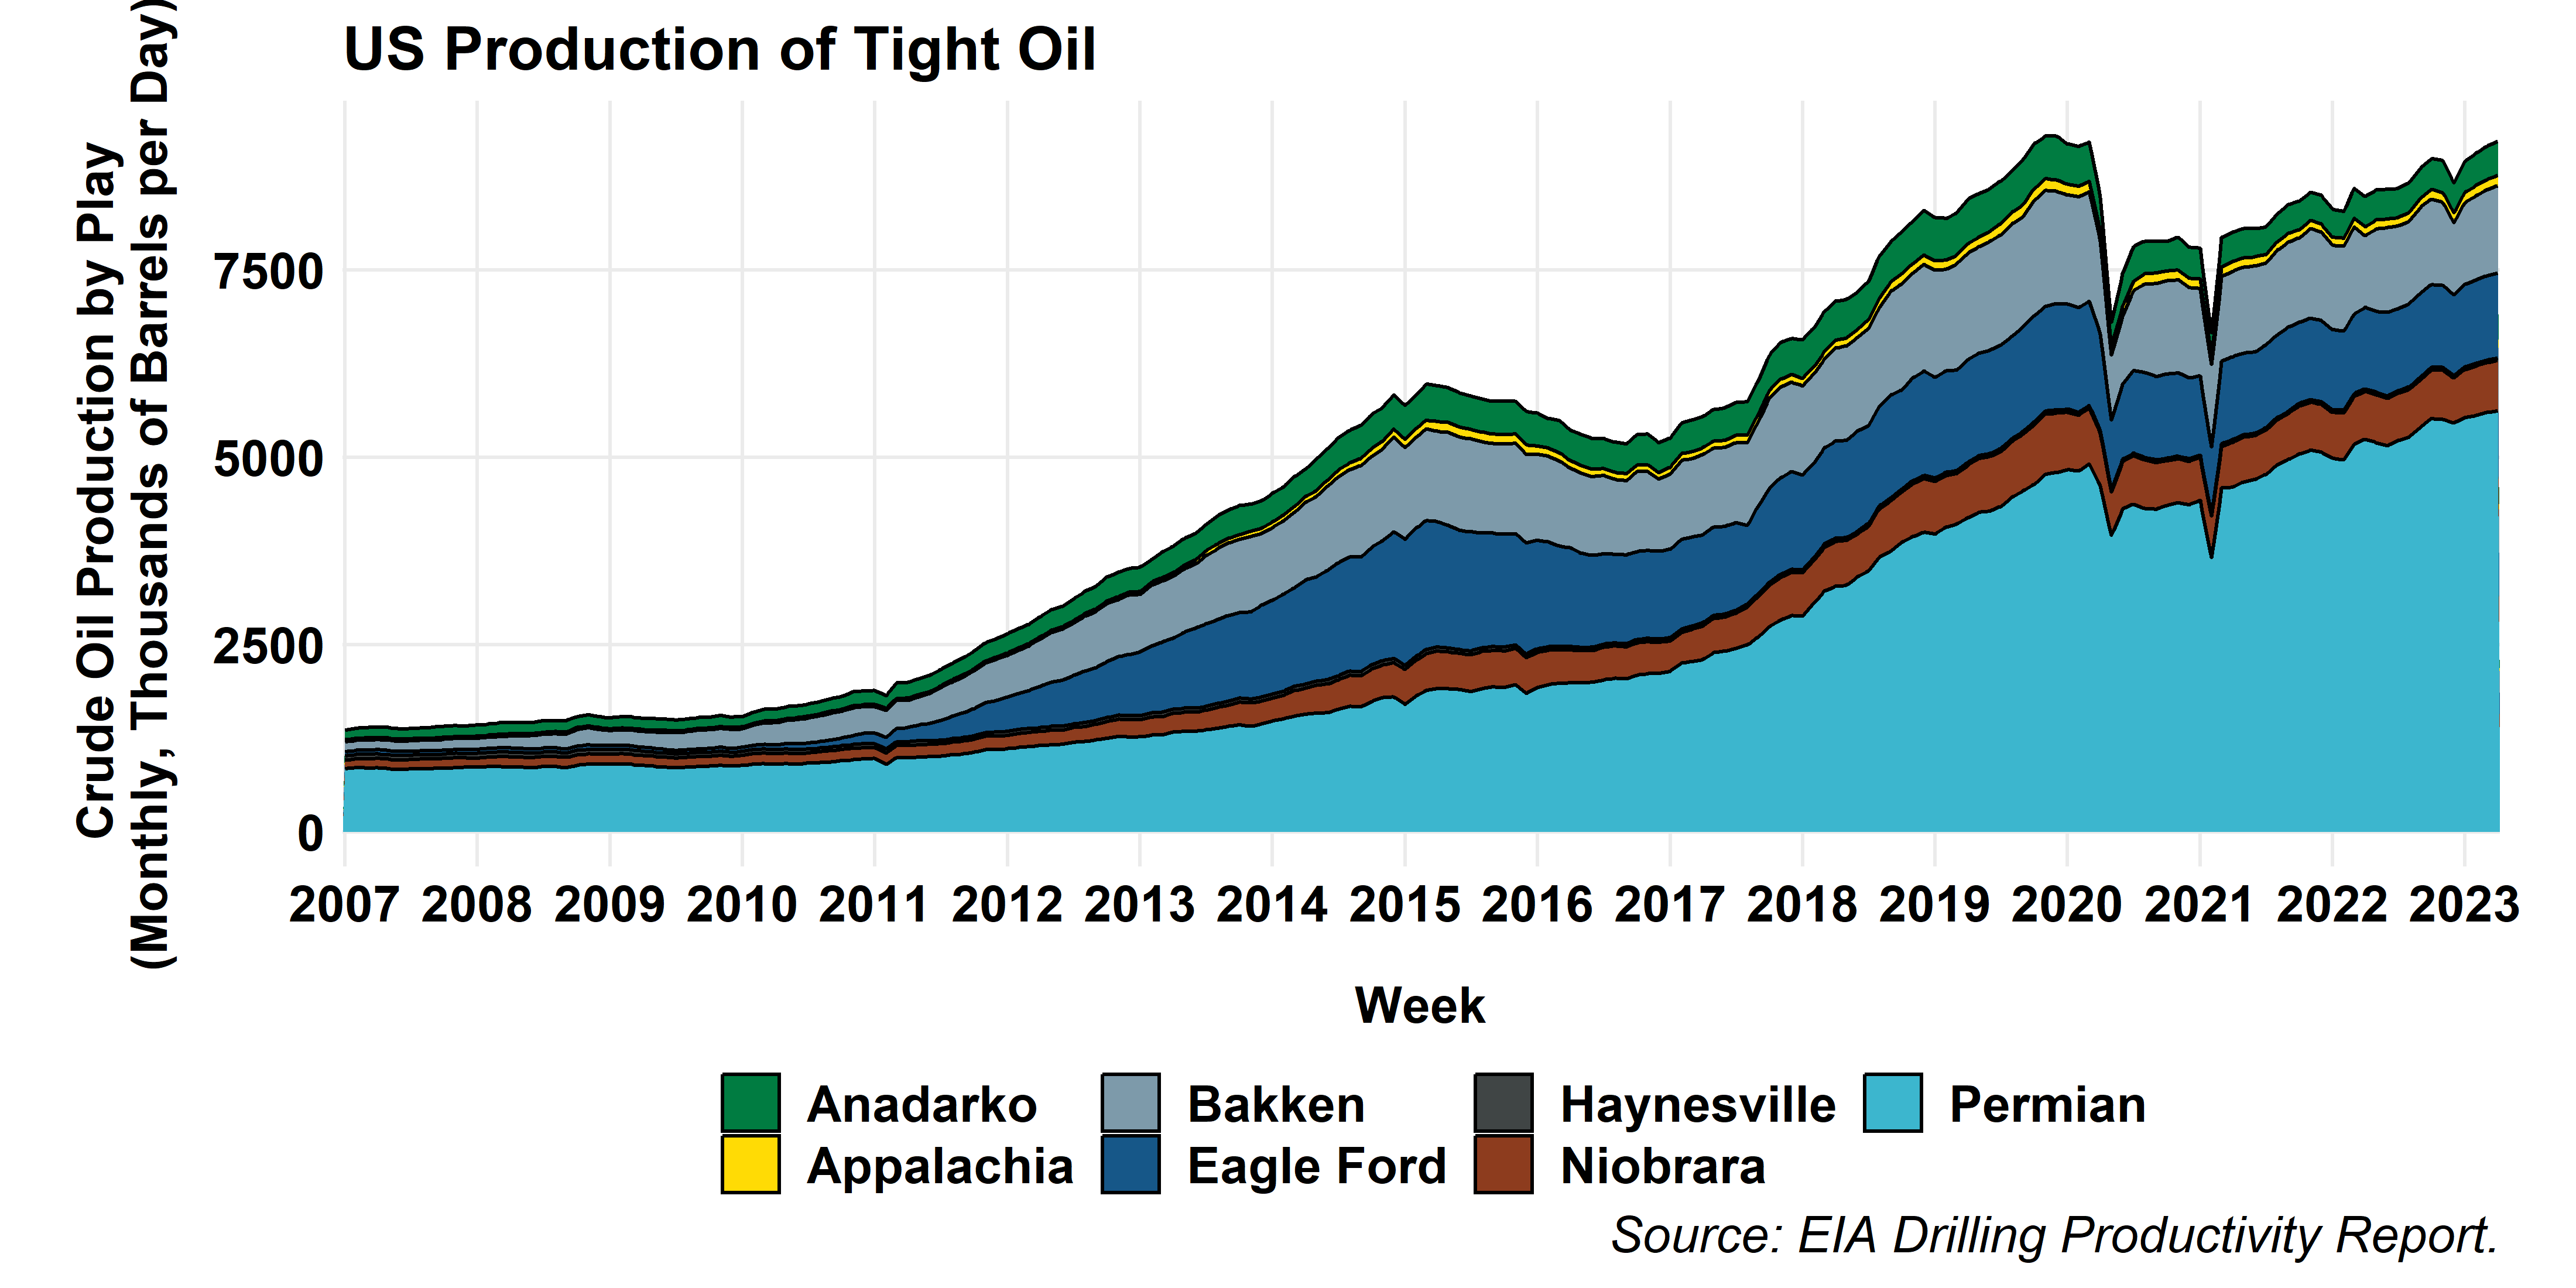 US Production of Tight Oil
Crude Oil Production by Play
(Monthly, Thousands of Barrels per Day)
7500
5000
2500
0
2007 2008 2009 2010 2011 2012 2013 2014 2015 2016 2017 2018 2019 2020 2021 2022 2023
Week
Anadarko Bakken Haynesville Permian
Appalachia Eagle Ford Niobrara
Source: EIA Drilling Productivity Report.